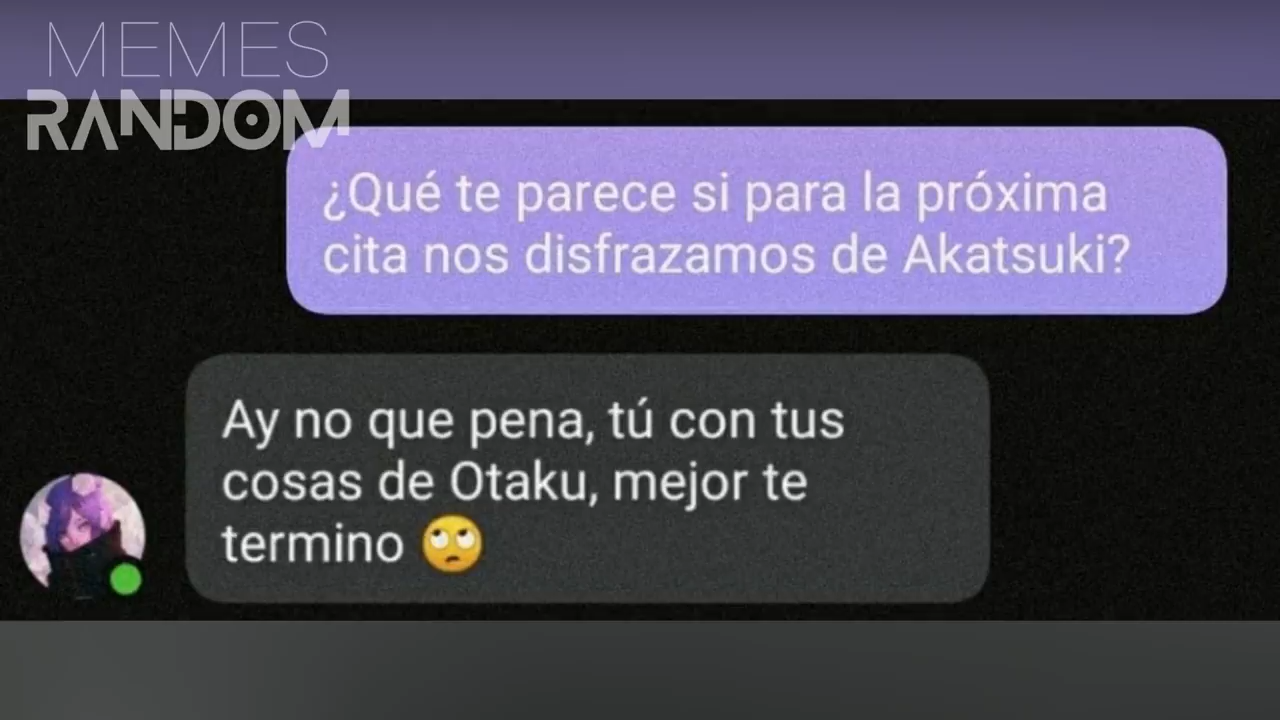 MEMES
RANDOM
¿Qué te parece si para la próxima
cita nos disfrazamos de Akatsuki?
Ay no que pena, tú con tus
cosas de Otaku, mejor te
termino 🙄